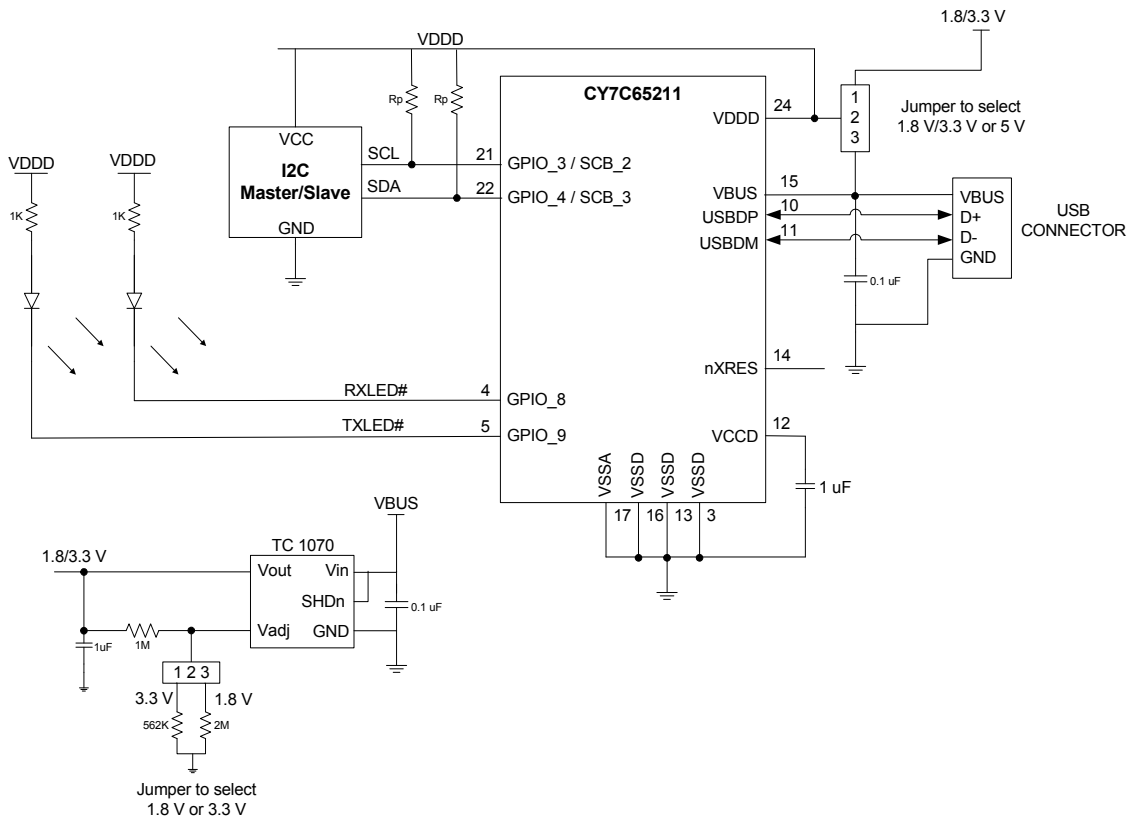 1.8/3.3 V
VDDD
CY7C65211
Rp
Rp
VDDD
24
1
2
3
Jumper to select
1.8 V/3.3 V or 5 V
VCC
I2C
Master/Slave
GND
SCL
21
GPIO_3 / SCB_2
SDA
22
GPIO_4 / SCB_3
VDDD
VDDD
1K
1K
VBUS
15
USBDP
10
USBDM
11
VBUS
D+
D-
GND
USB
CONNECTOR
0.1 uF
nXRES
14
RXLED#
4
GPIO_8
TXLED#
5
GPIO_9
VCCD
12
1 uF
VSSA
VSSD
VSSD
VSSD
17
16
13
3
VBUS
TC 1070
1.8/3.3 V
Vout
Vin
SHDn
Vadj
GND
0.1 uF
1uF
1M
1 2 3
3.3 V
1.8 V
562K
2M
Jumper to select
1.8 V or 3.3 V